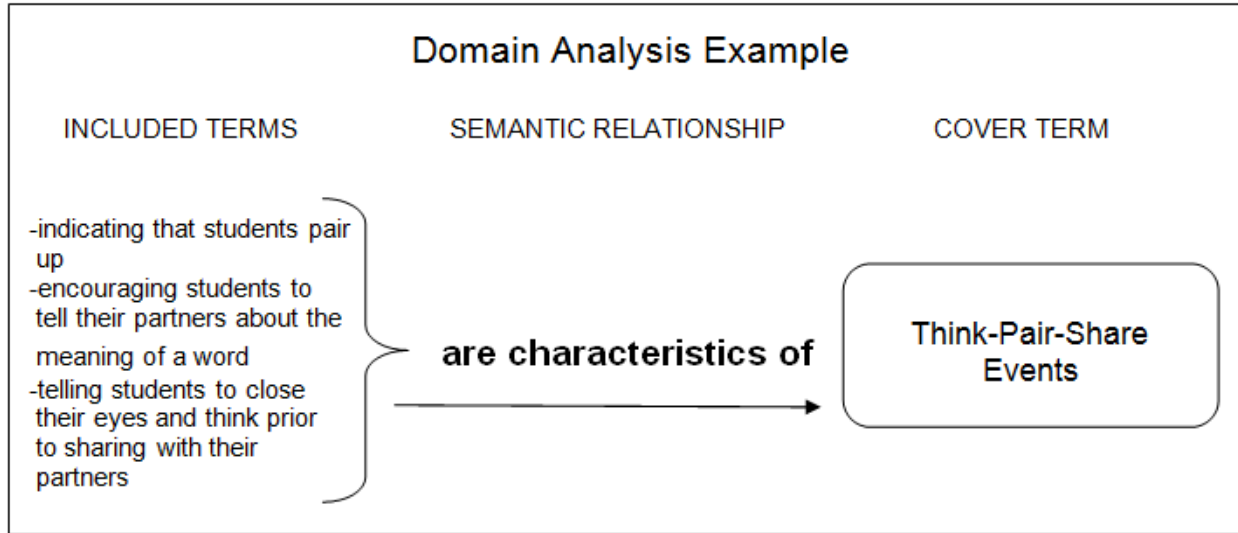 Domain Analysis Example
INCLUDED TERMS
SEMANTIC RELATIONSHIP
COVER TERM
-indicating that students pair
up
-encouraging students to
tell their partners about the
meaning of a word
-telling students to close
their eyes and think prior
to sharing with their
partners
are characteristics of
Think-Pair-Share
Events